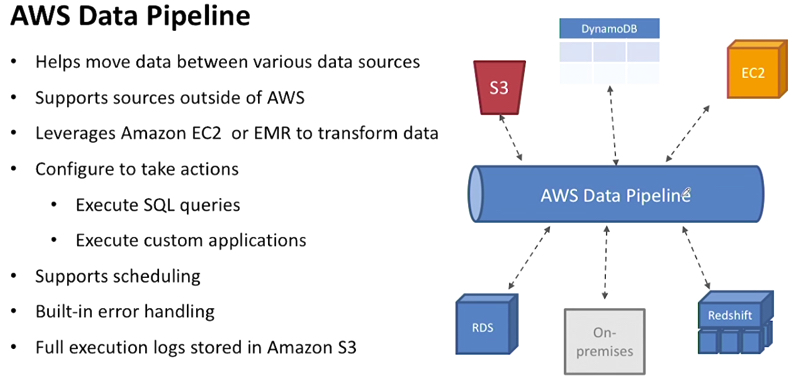 AWS Data Pipeline
• Helps move data between various data sources
• Supports sources outside of AWS
• Leverages Amazon EC2 or EMR to transform data
• Configure to take actions
• Execute SQL queries
• Execute custom applications
• Supports scheduling
• Built-in error handling
• Full execution logs stored in Amazon S3
DynamoDB
S3
EC2
AWS Data Pipeline
RDS
On-
premises
Redshift